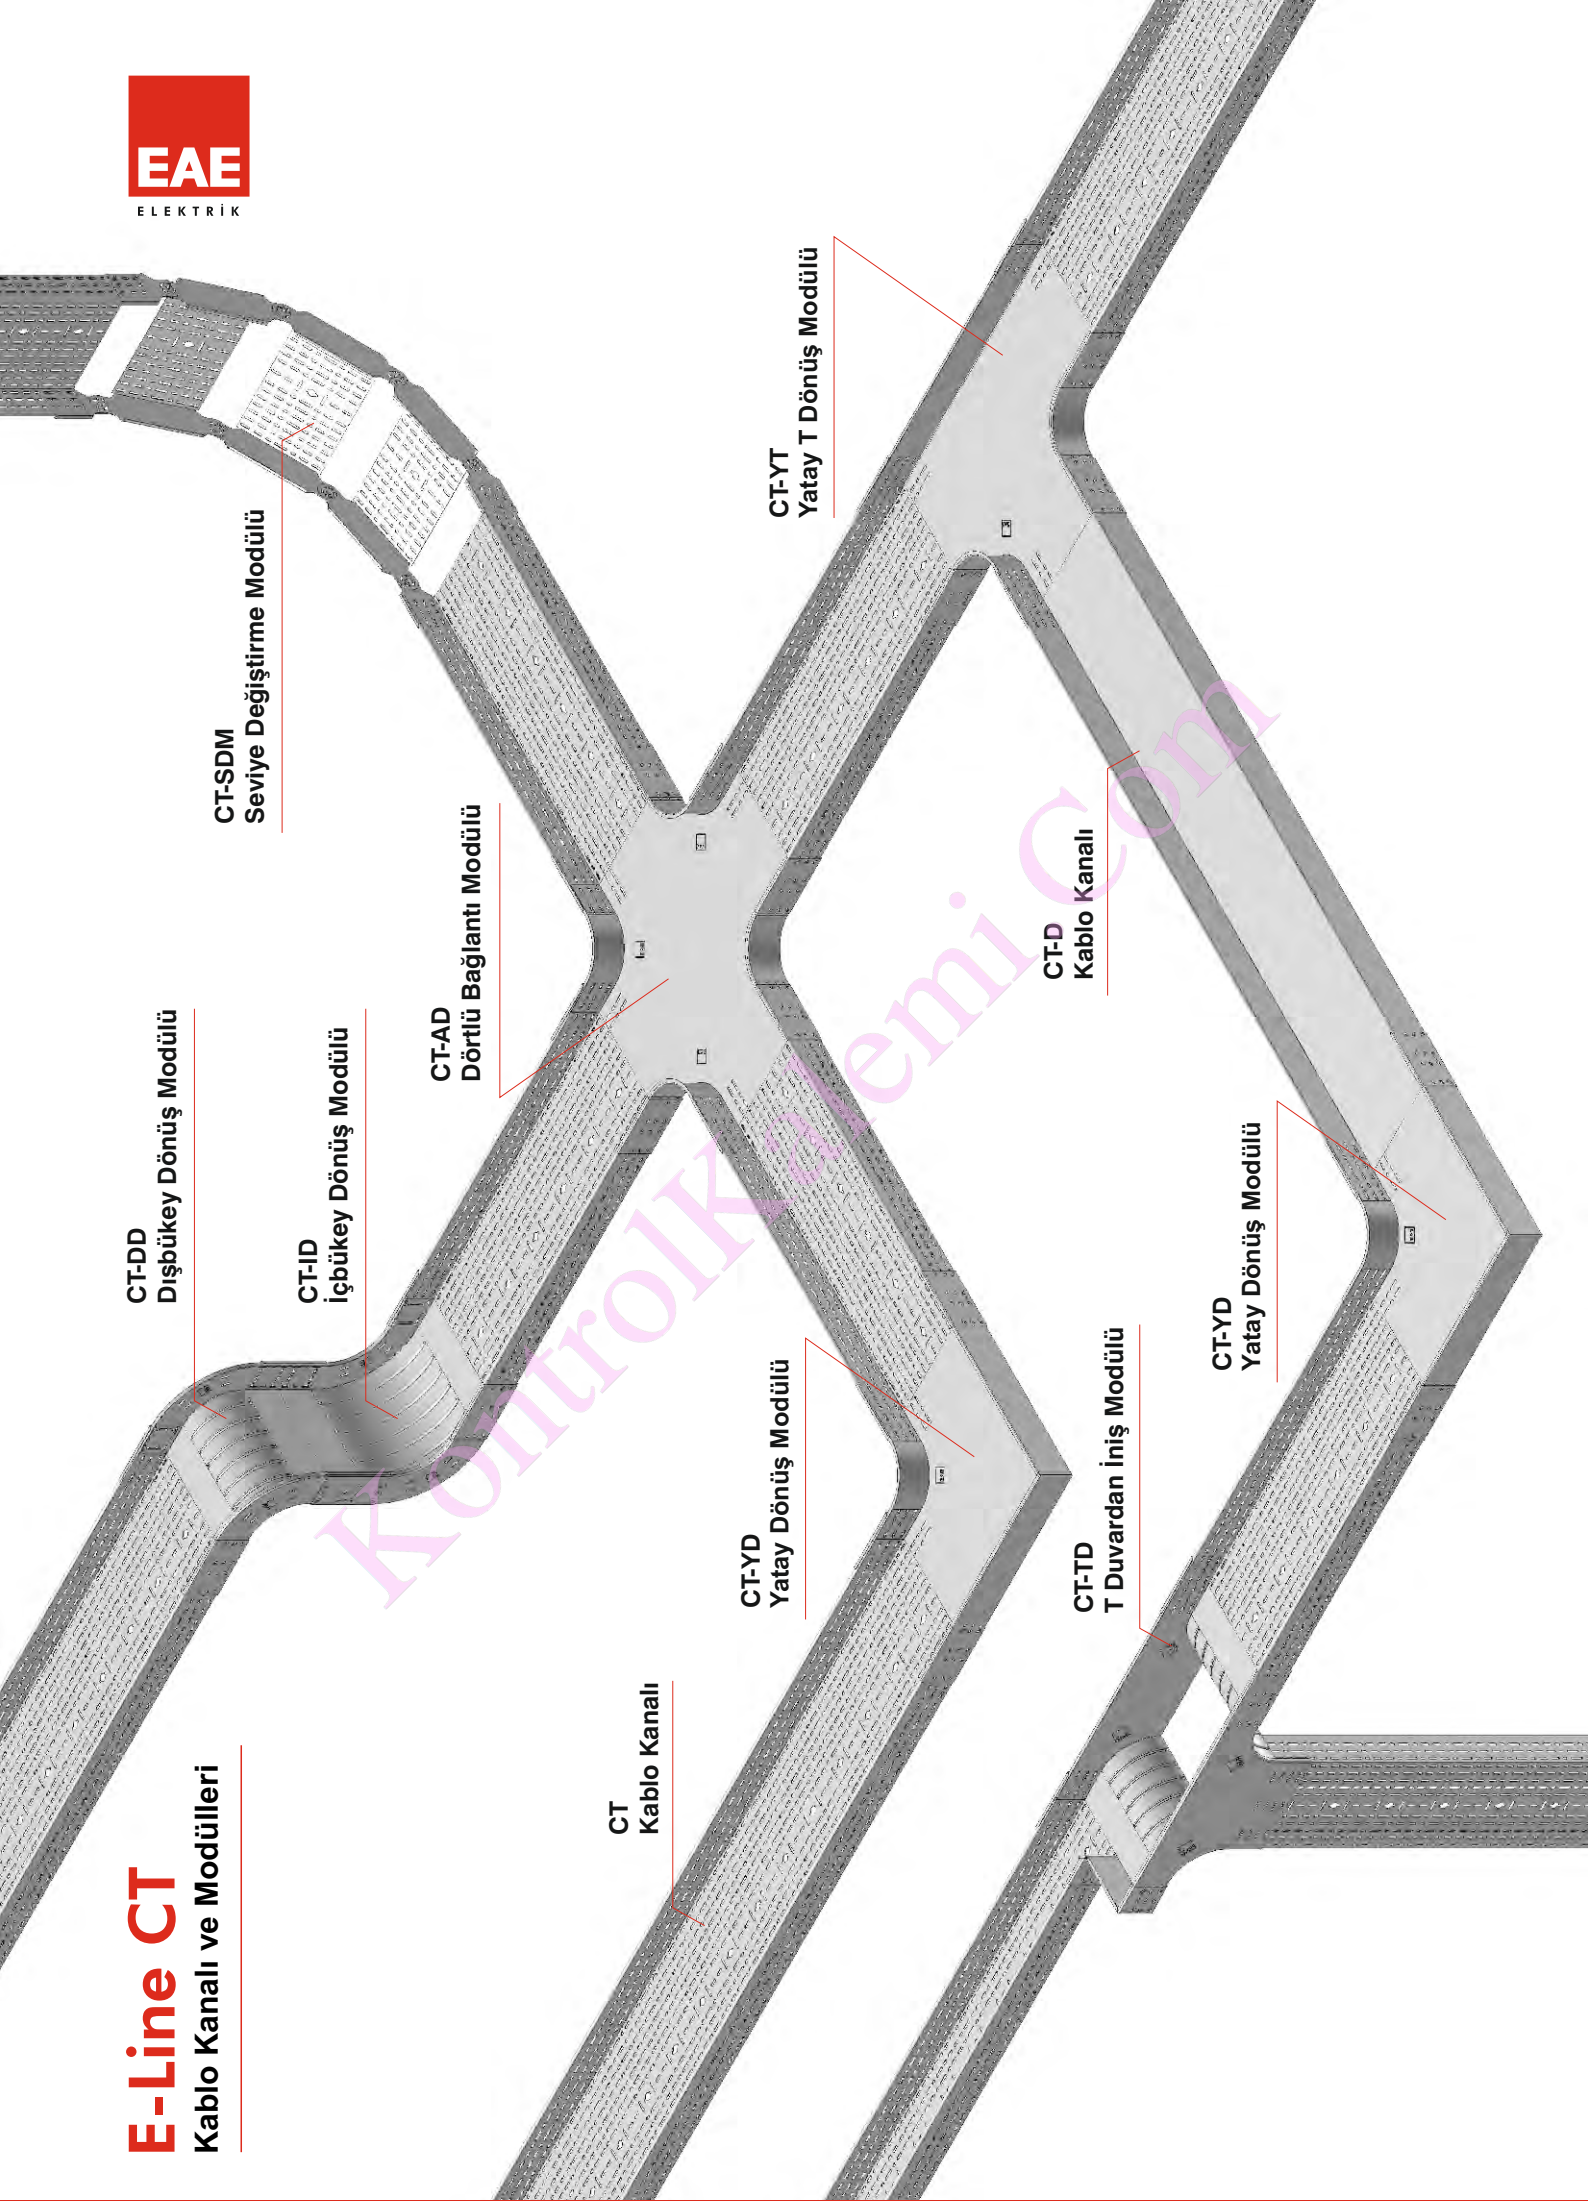 EAE
ELEKTRİK
E-Line CT
Kablo Kanalı ve Modülleri
CT-DD
Dışbükey Dönüş Modülü
CT-ID
İçbükey Dönüş Modülü
CT-SDM
Seviye Değiştirme Modülü
CT-AD
Dörtlü Bağlantı Modülü
CT
Kablo Kanalı
CT-YD
Yatay Dönüş Modülü
CT-YT
Yatay T Dönüş Modülü
CT-D
Kablo Kanalı
CT-TD
T Duvardan İniş Modülü
CT-YD
Yatay Dönüş Modülü
KontrolKalemi Com